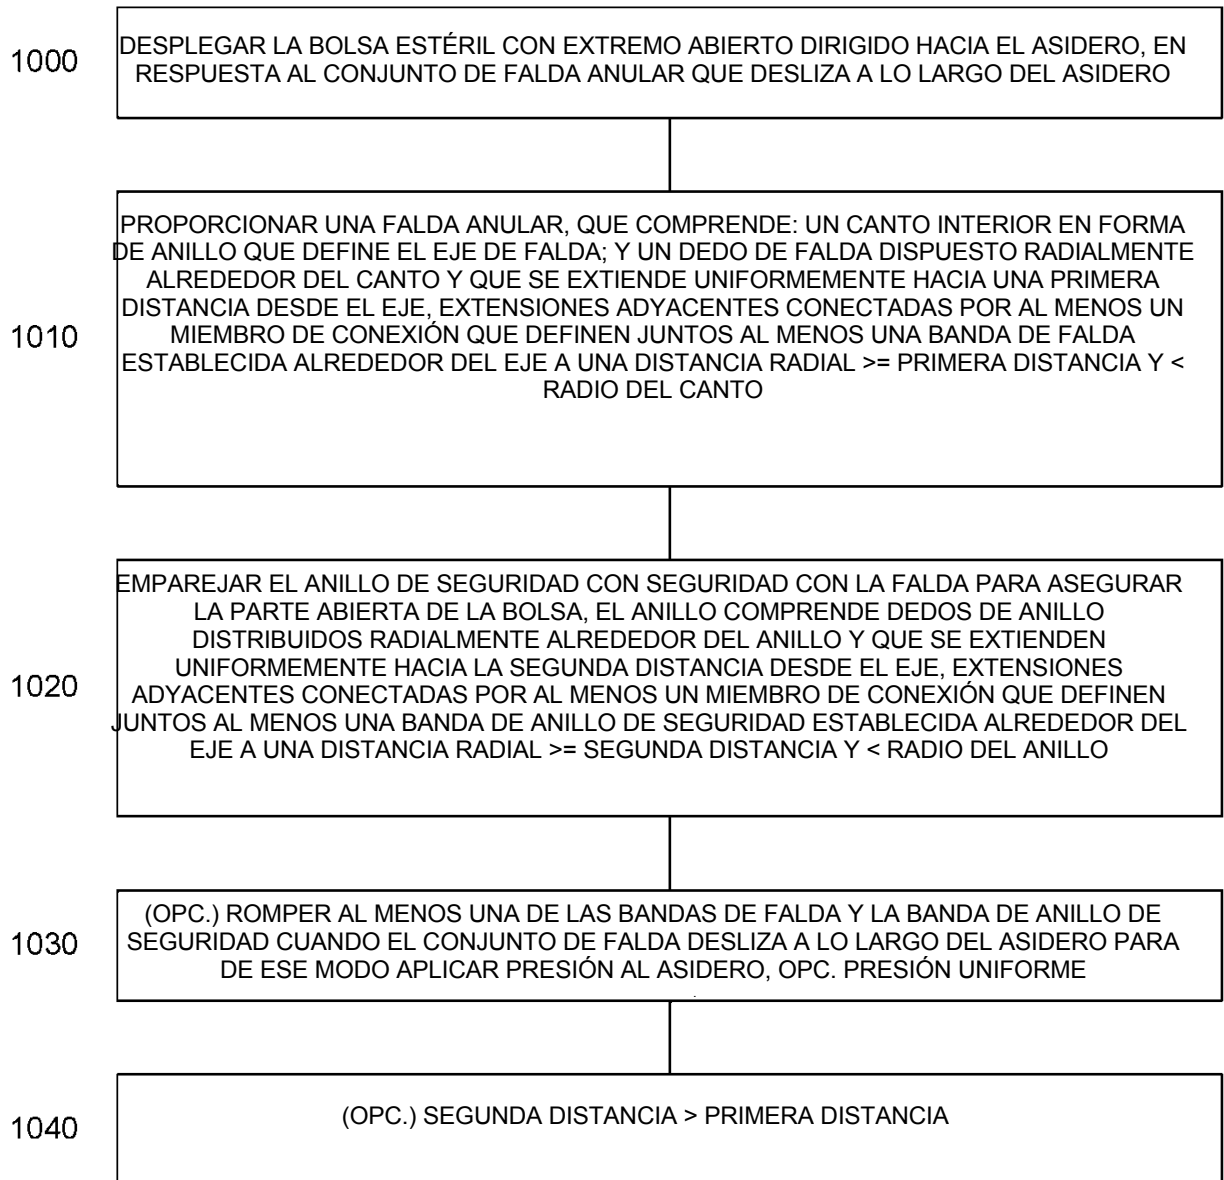 1000
DESPLEGAR LA BOLSA ESTÉRIL CON EXTREMO ABIERTO DIRIGIDO HACIA EL ASIDERO, EN
RESPUESTA AL CONJUNTO DE FALDA ANULAR QUE DESLIZA A LO LARGO DEL ASIDERO
1010
PROPORCIONAR UNA FALDA ANULAR, QUE COMPRENDE: UN CANTO INTERIOR EN FORMA
DE ANILLO QUE DEFINE EL EJE DE FALDA; Y UN DEDO DE FALDA DISPUESTO RADIALMENTE
ALREDEDOR DEL CANTO Y QUE SE EXTIENDE UNIFORMEMENTE HACIA UNA PRIMERA
DISTANCIA DESDE EL EJE, EXTENSIONES ADYACENTES CONECTADAS POR AL MENOS UN
MIEMBRO DE CONEXIÓN QUE DEFINEN JUNTOS AL MENOS UNA BANDA DE FALDA
ESTABLECIDA ALREDEDOR DEL EJE A UNA DISTANCIA RADIAL >= PRIMERA DISTANCIA Y <
RADIO DEL CANTO
1020
EMPAREJAR EL ANILLO DE SEGURIDAD CON SEGURIDAD CON LA FALDA PARA ASEGURAR
LA PARTE ABIERTA DE LA BOLSA, EL ANILLO COMPRENDE DEDOS DE ANILLO
DISTRIBUIDOS RADIALMENTE ALREDEDOR DEL ANILLO Y QUE SE EXTIENDEN
UNIFORMEMENTE HACIA LA SEGUNDA DISTANCIA DESDE EL EJE, EXTENSIONES
ADYACENTES CONECTADAS POR AL MENOS UN MIEMBRO DE CONEXIÓN QUE DEFINEN
JUNTOS AL MENOS UNA BANDA DE ANILLO DE SEGURIDAD ESTABLECIDA ALREDEDOR DEL
EJE A UNA DISTANCIA RADIAL >= SEGUNDA DISTANCIA Y < RADIO DEL ANILLO
1030
(OPC.) ROMPER AL MENOS UNA DE LAS BANDAS DE FALDA Y LA BANDA DE ANILLO DE
SEGURIDAD CUANDO EL CONJUNTO DE FALDA DESLIZA A LO LARGO DEL ASIDERO PARA
DE ESE MODO APLICAR PRESIÓN AL ASIDERO, OPC. PRESIÓN UNIFORME
1040
(OPC.) SEGUNDA DISTANCIA > PRIMERA DISTANCIA